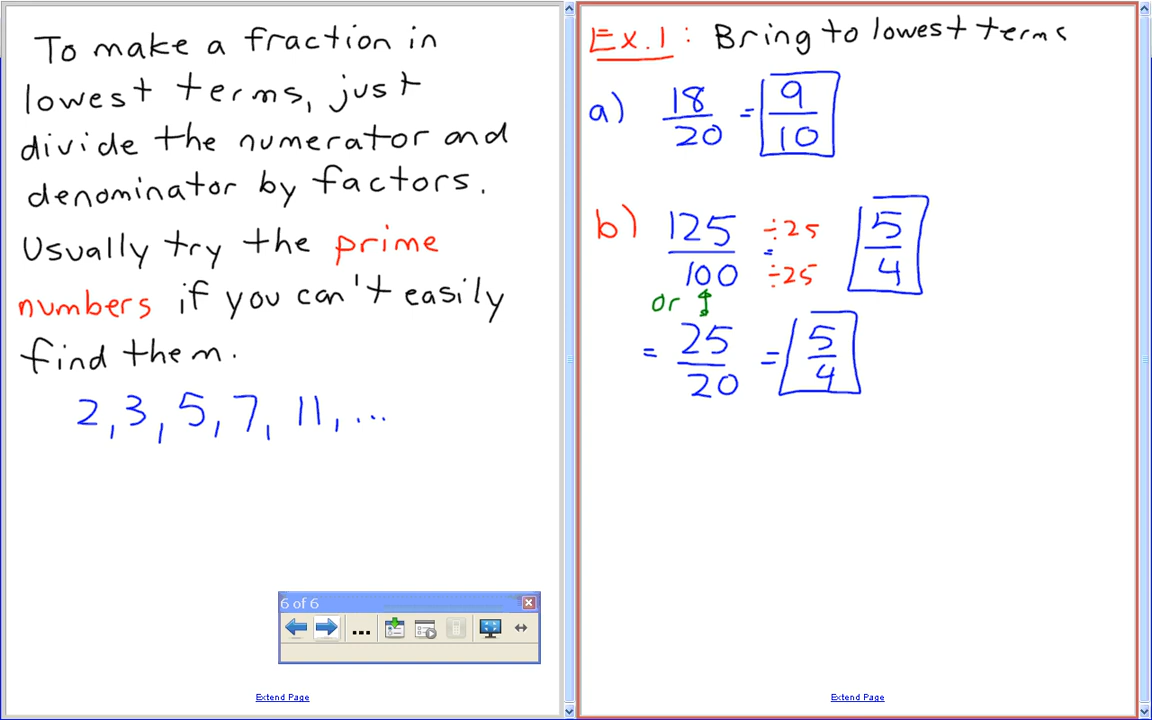 To make a fraction in
lowest terms, just
divide the numerator and
denominator by factors.
Usually try the prime
numbers if you can't easily
find them.
2, 3, 5, 7, 11, ...
6 of 6
...
Extend Page
Ex.1: Bring to lowest terms
a) 18/20 = 9/10
b) 125/100 ÷25/÷25 = 5/4
or
= 25/20 = 5/4
Extend Page